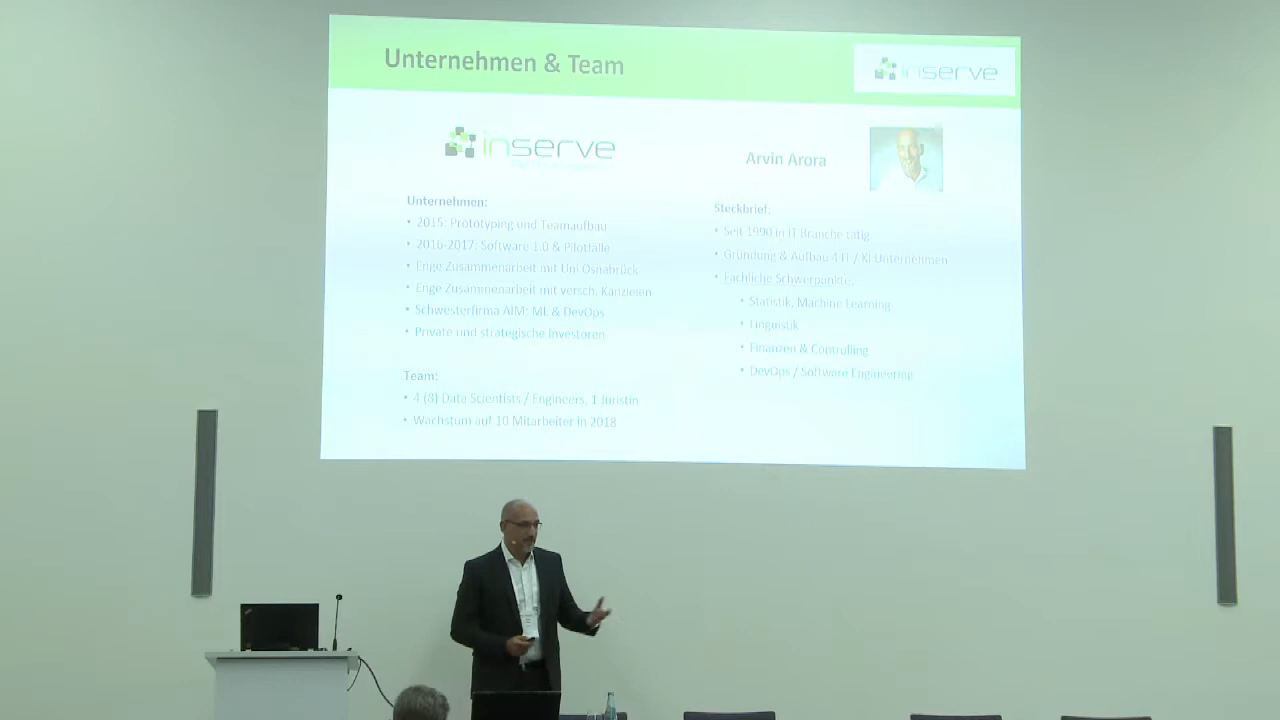 Unternehmen & Team
inserve
inserve
Arvin Arora
Unternehmen:
• 2015: Prototyping und Teamaufbau
• 2016-2017: Software 1.0 & Pilotfälle
• Enge Zusammenarbeit mit Uni Osnabrück
• Enge Zusammenarbeit mit versch. Kanzleien
• Schwesterfirma AIM: ML & DevOps
• Private und strategische Investoren
Team:
• 4 (8) Data Scientists / Engineers, 1 Juristin
• Wachstum auf 10 Mitarbeiter in 2018
Steckbrief:
• Seit 1990 in IT Branche tätig
• Gründung & Aufbau 4 IT / KI Unternehmen
• Fachliche Schwerpunkte:
• Statistik, Machine Learning
• Linguistik
• Finanzen & Controlling
• DevOps / Software Engineering